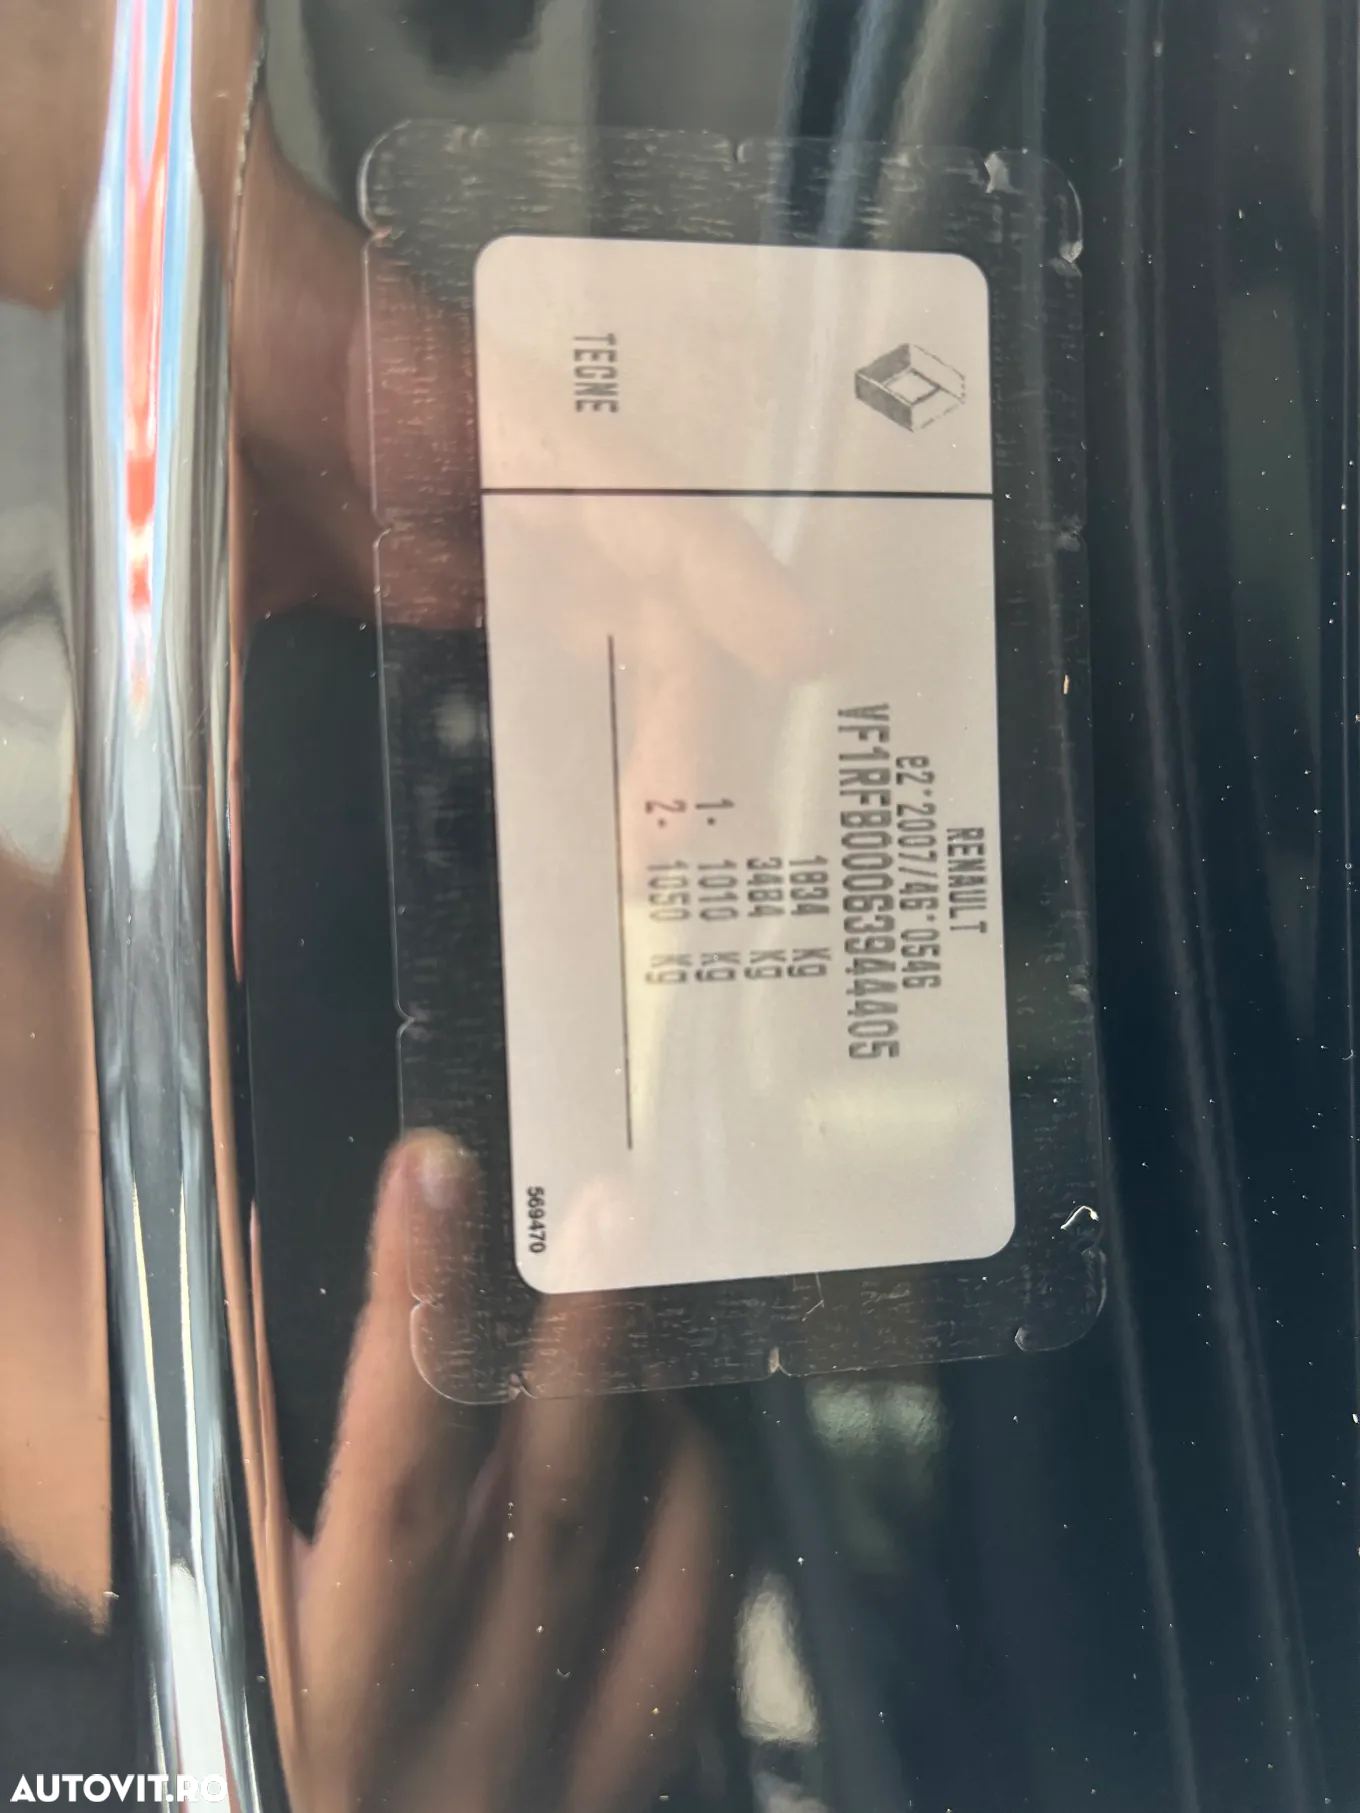 RENAULT
e2*2007/46*0546
VF1RFB00063944405
1834 Kg
3484 Kg
1. 1010 Kg
2. 1050 Kg
TEGNE
569470
AUTOVIT.RO